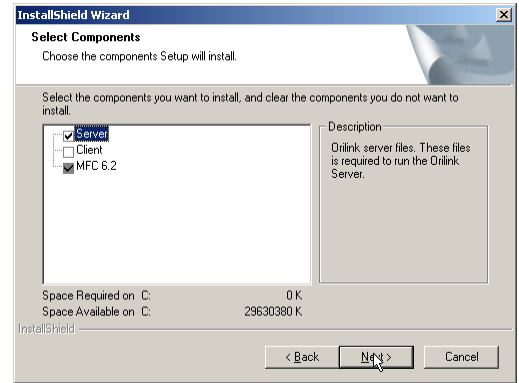 InstallShield Wizard
Select Components
Choose the components Setup will install.
Select the components you want to install, and clear the components you do not want to
install.
Server
Client
MFC 6.2
Description
Orilink server files. These files
is required to run the Orilink
Server.
Space Required on C: 0 K
Space Available on C: 29630380 K
InstallShield
< Back
Next >
Cancel